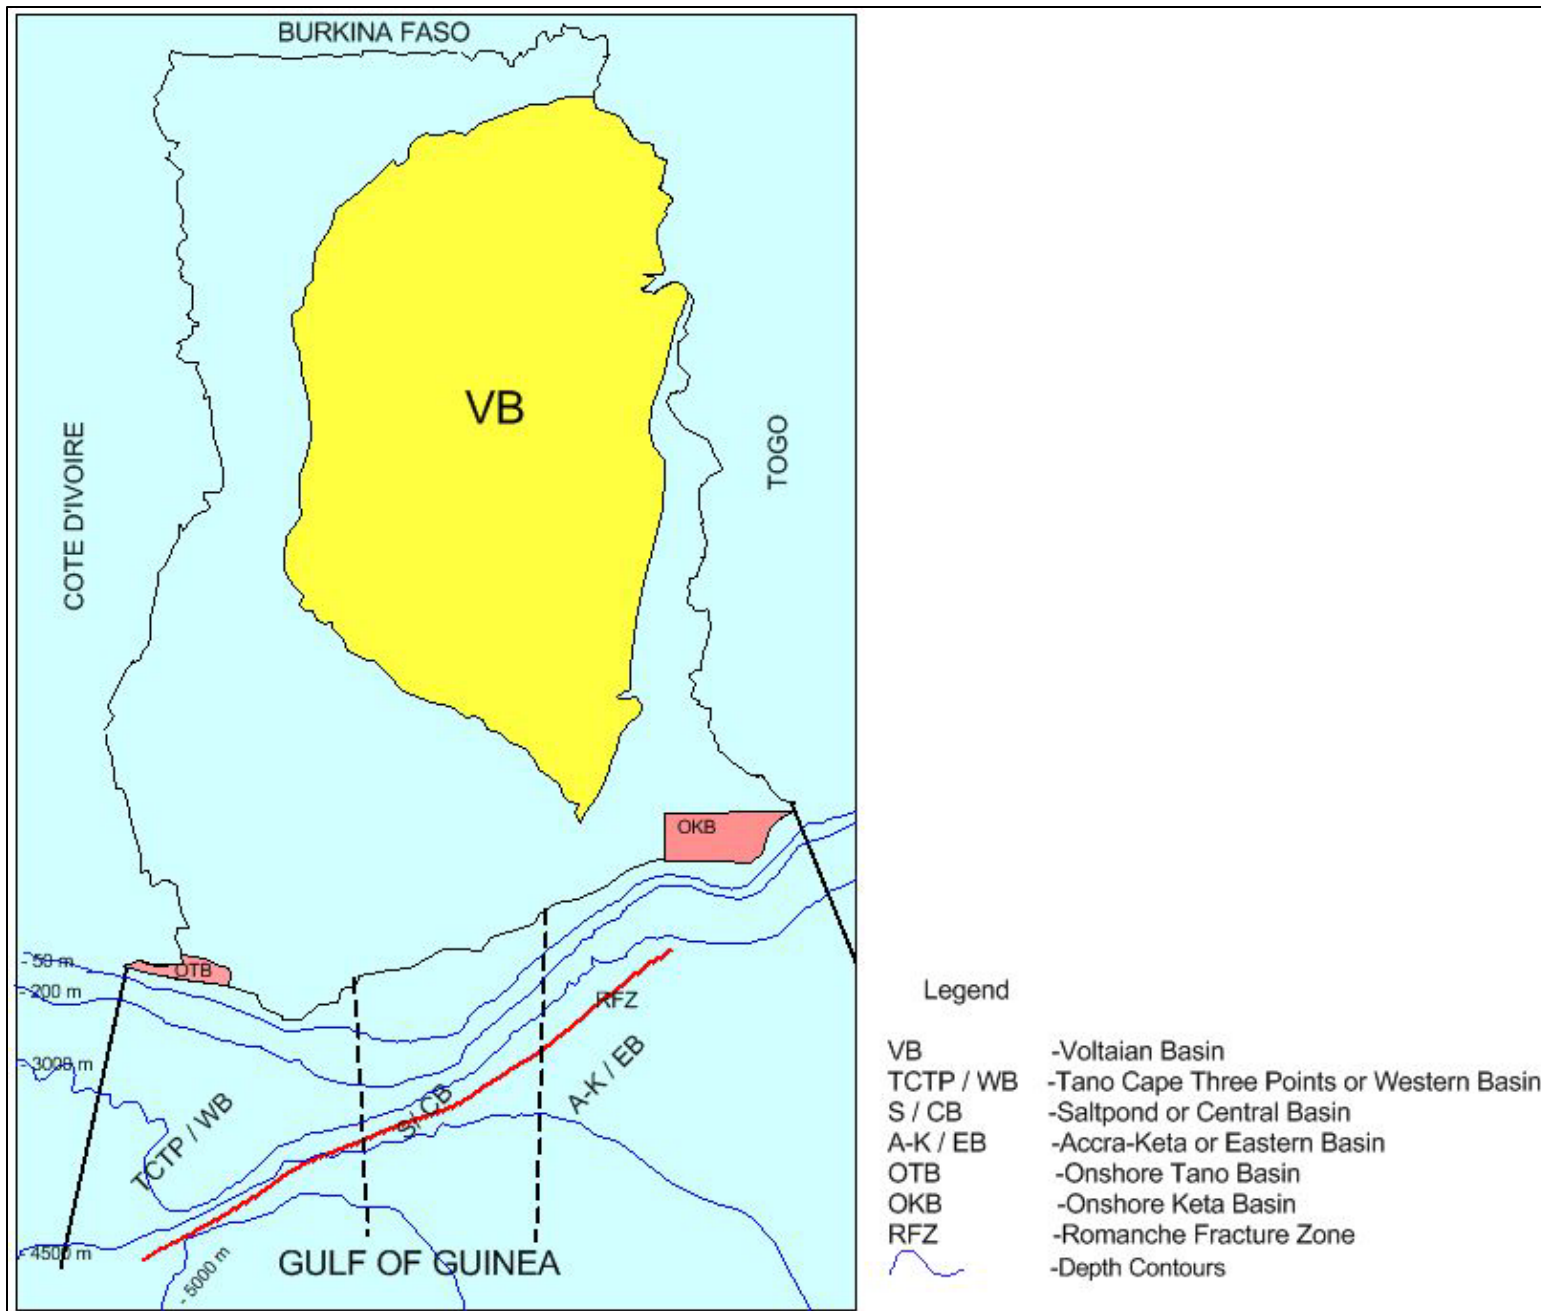 BURKINA FASO
VB
COTE D'IVOIRE
TOGO
OKB
OTB
- 50 m
- 200 m
- 3000 m
RFZ
TCTP / WB
S / CB
A-K / EB
- 4500 m
- 5000 m
GULF OF GUINEA
Legend
VB -Voltaian Basin
TCTP / WB -Tano Cape Three Points or Western Basin
S / CB -Saltpond or Central Basin
A-K / EB -Accra-Keta or Eastern Basin
OTB -Onshore Tano Basin
OKB -Onshore Keta Basin
RFZ -Romanche Fracture Zone
-Depth Contours